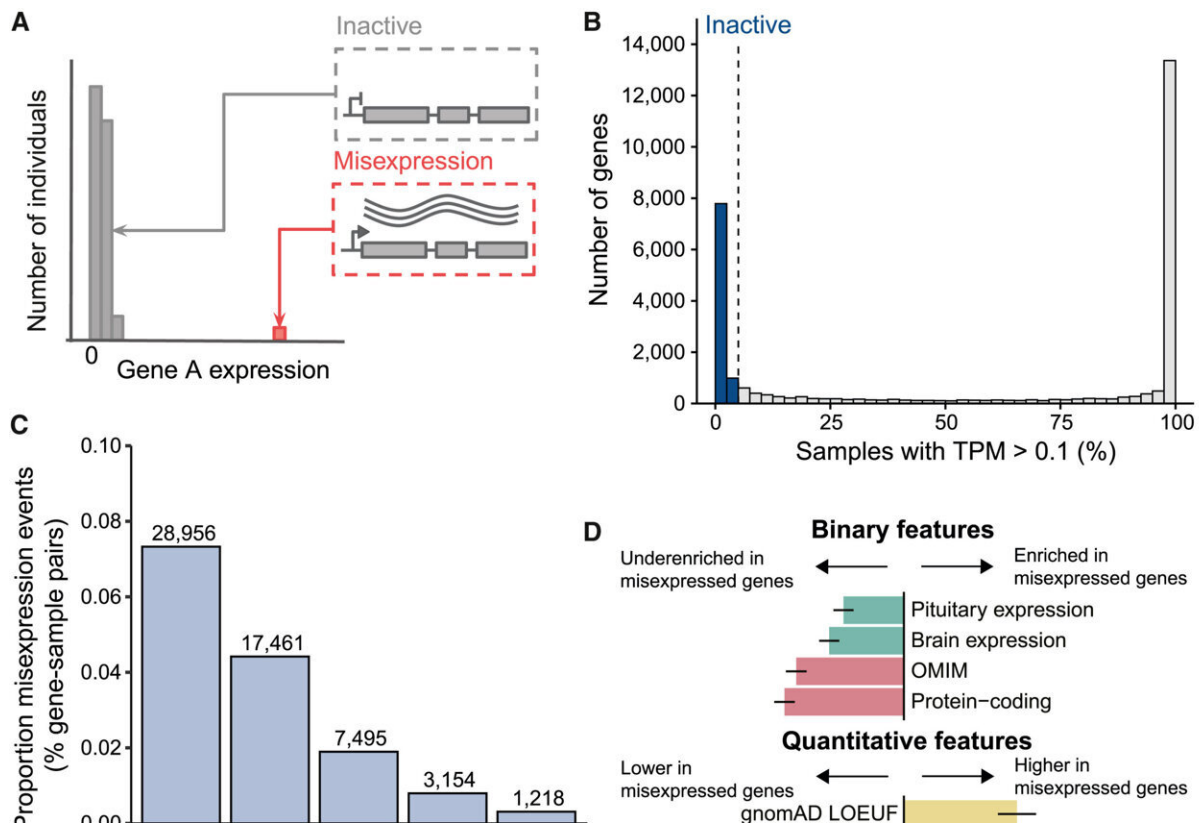 A
Inactive
Misexpression
Number of individuals
0
Gene A expression
B
Inactive
Number of genes
14,000
12,000
10,000
8,000
6,000
4,000
2,000
0
0
25
50
75
100
Samples with TPM > 0.1 (%)
C
Proportion misexpression events
(% gene-sample pairs)
0.10
0.08
0.06
0.04
0.02
0.00
28,956
17,461
7,495
3,154
1,218
D
Binary features
Underenriched in
misexpressed genes
Enriched in
misexpressed genes
Pituitary expression
Brain expression
OMIM
Protein−coding
Quantitative features
Lower in
misexpressed genes
Higher in
misexpressed genes
gnomAD LOEUF